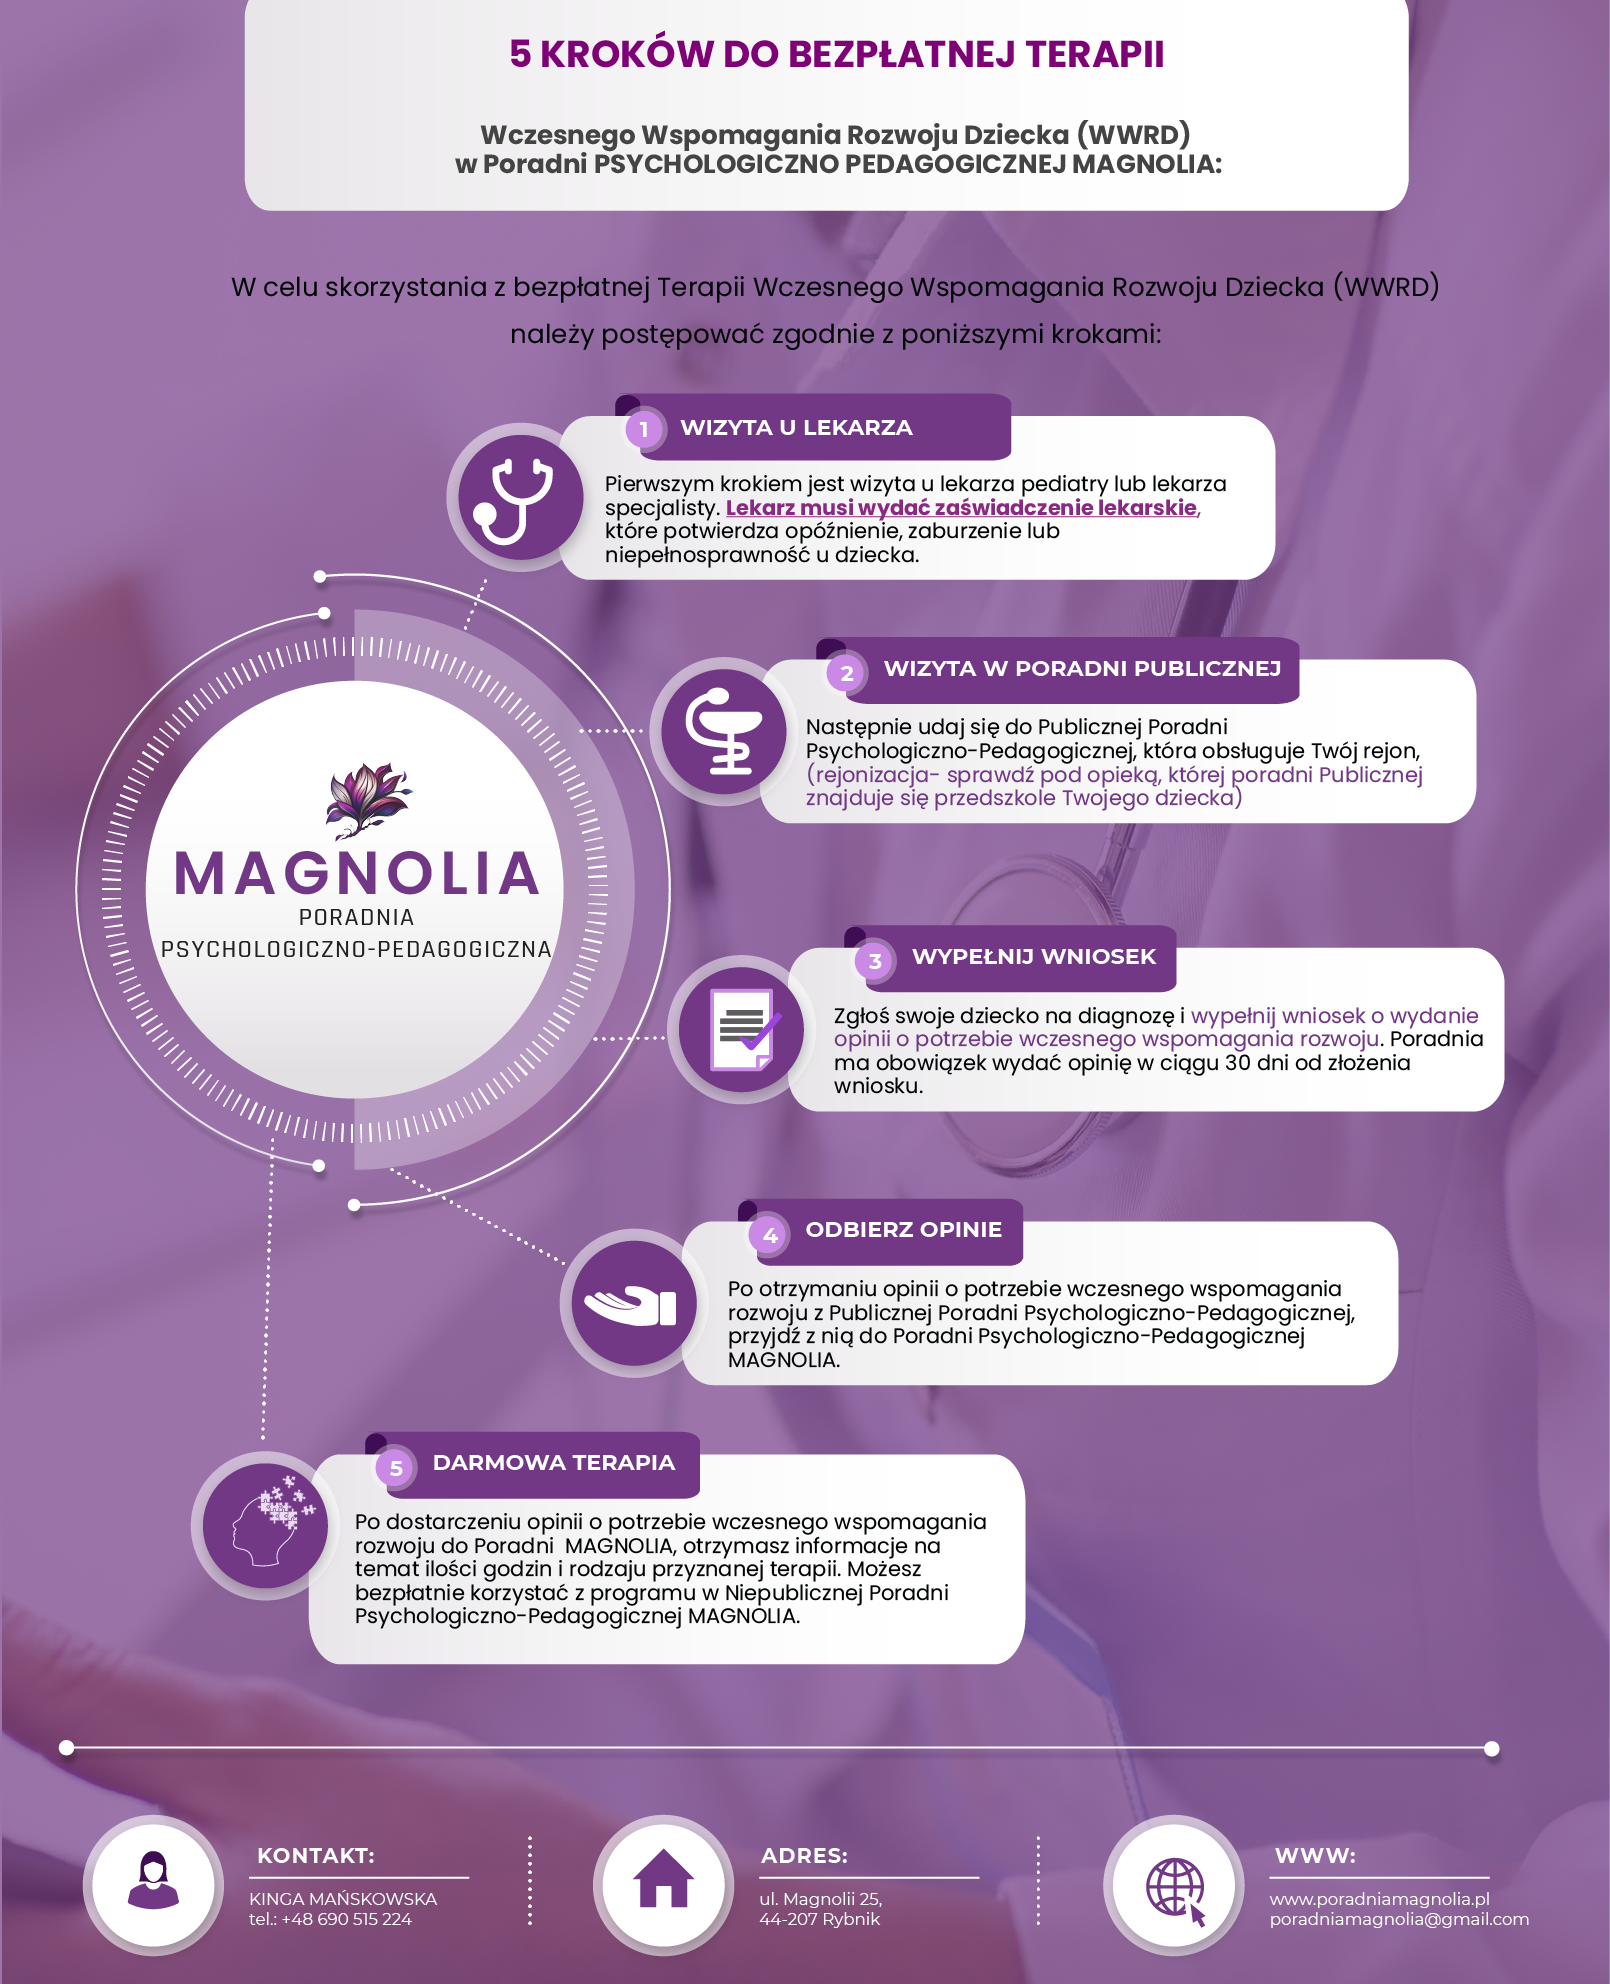 5 KROKÓW DO BEZPŁATNEJ TERAPII
Wczesnego Wspomagania Rozwoju Dziecka (WWRD)
w Poradni PSYCHOLOGICZNO PEDAGOGICZNEJ MAGNOLIA:
W celu skorzystania z bezpłatnej Terapii Wczesnego Wspomagania Rozwoju Dziecka (WWRD)
należy postępować zgodnie z poniższymi krokami:
1 WIZYTA U LEKARZA
Pierwszym krokiem jest wizyta u lekarza pediatry lub lekarza
specjalisty. Lekarz musi wydać zaświadczenie lekarskie,
które potwierdza opóźnienie, zaburzenie lub
niepełnosprawność u dziecka.
2 WIZYTA W PORADNI PUBLICZNEJ
Następnie udaj się do Publicznej Poradni
Psychologiczno-Pedagogicznej, która obsługuje Twój rejon,
(rejonizacja- sprawdź pod opieką, której poradni Publicznej
znajduje się przedszkole Twojego dziecka)
MAGNOLIA
PORADNIA
PSYCHOLOGICZNO-PEDAGOGICZNA
3 WYPEŁNIJ WNIOSEK
Zgłoś swoje dziecko na diagnozę i wypełnij wniosek o wydanie
opinii o potrzebie wczesnego wspomagania rozwoju. Poradnia
ma obowiązek wydać opinię w ciągu 30 dni od złożenia
wniosku.
4 ODBIERZ OPINIE
Po otrzymaniu opinii o potrzebie wczesnego wspomagania
rozwoju z Publicznej Poradni Psychologiczno-Pedagogicznej,
przyjdź z nią do Poradni Psychologiczno-Pedagogicznej
MAGNOLIA.
5 DARMOWA TERAPIA
Po dostarczeniu opinii o potrzebie wczesnego wspomagania
rozwoju do Poradni MAGNOLIA, otrzymasz informacje na
temat ilości godzin i rodzaju przyznanej terapii. Możesz
bezpłatnie korzystać z programu w Niepublicznej Poradni
Psychologiczno-Pedagogicznej MAGNOLIA.
KONTAKT:
KINGA MAŃSKOWSKA
tel.: +48 690 515 224
ADRES:
ul. Magnolii 25,
44-207 Rybnik
WWW:
www.poradniamagnolia.pl
poradniamagnolia@gmail.com